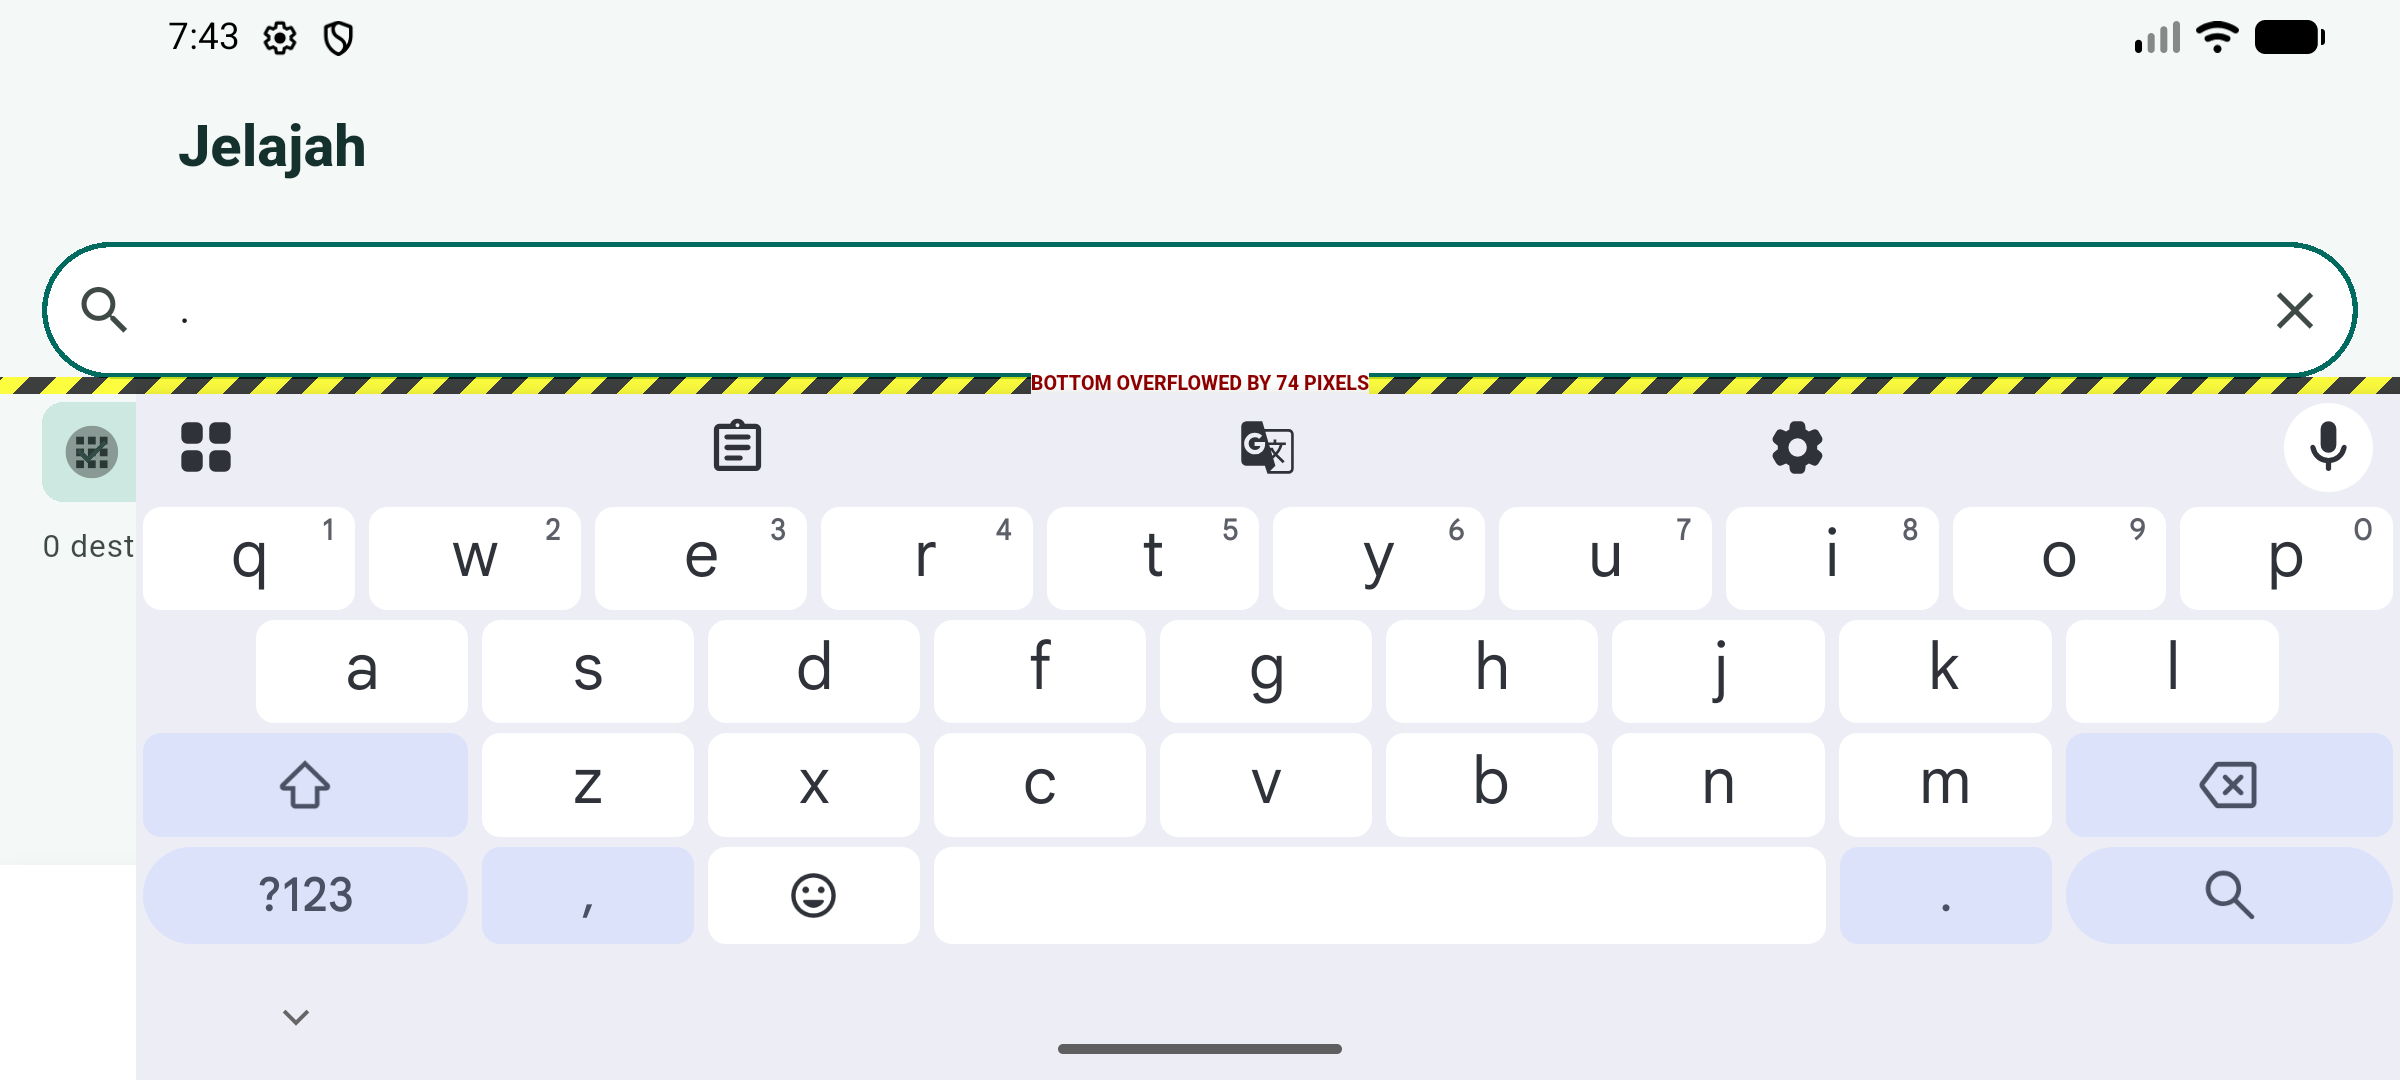 7:43
Jelajah
.
BOTTOM OVERFLOWED BY 74 PIXELS
0 dest
q 1 w 2 e 3 r 4 t 5 y 6 u 7 i 8 o 9 p 0
a s d f g h j k l
z x c v b n m
?123 , .